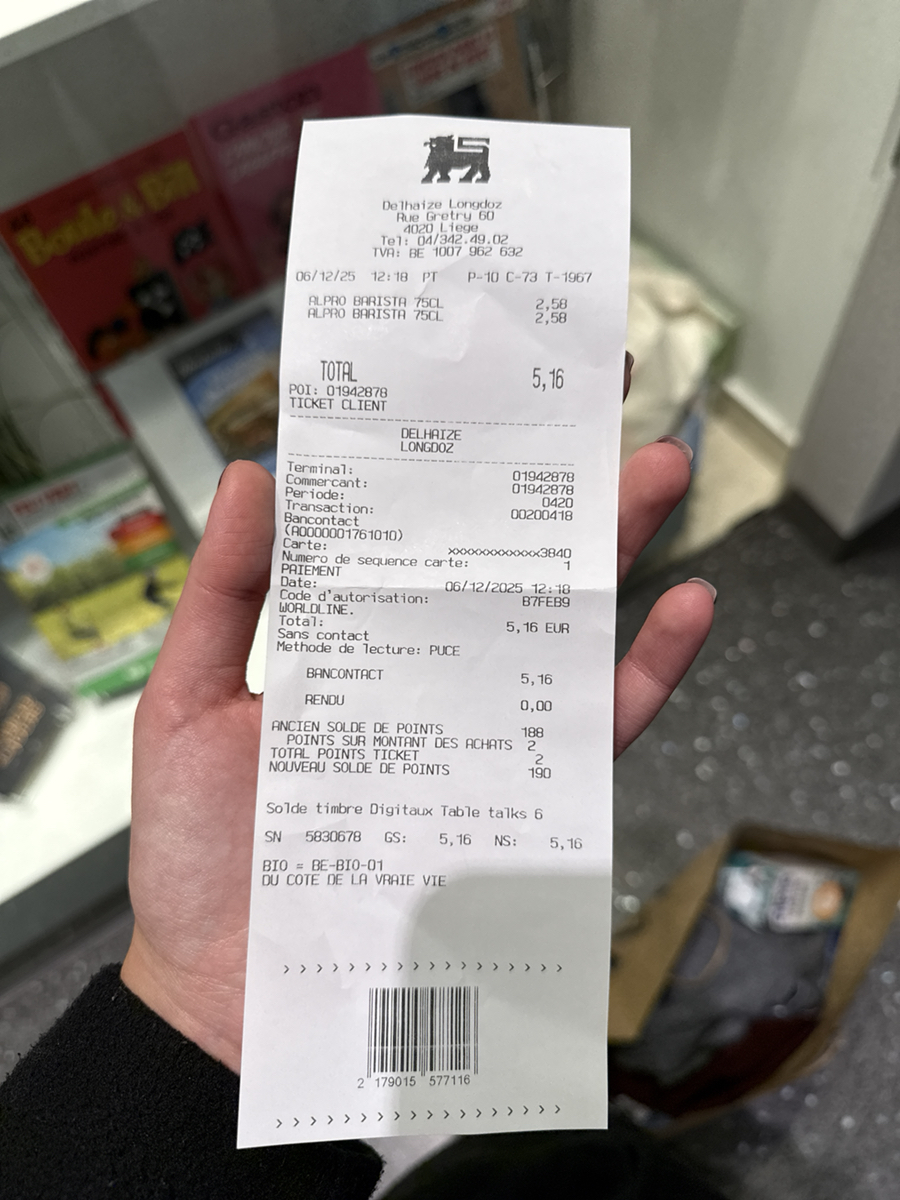 Delhaize Longdoz
Rue Gretry 60
4020 Liege
Tel: 04/342.49.02
TVA: BE 1007 962 632
06/12/25 12:18 PT P-10 C-73 T-1967
ALPRO BARISTA 75CL 2,58
ALPRO BARISTA 75CL 2,58
TOTAL 5,16
POI: 01942878
TICKET CLIENT
DELHAIZE
LONGDOZ
Terminal: 01942878
Commercant: 01942878
Periode: 0420
Transaction: 00200418
Bancontact
(A0000001761010)
Carte: xxxxxxxxxxxxx3840
Numero de sequence carte: 1
PAIEMENT
Date: 06/12/2025 12:18
Code d'autorisation: B7FEB9
WORLDLINE.
Total: 5,16 EUR
Sans contact
Methode de lecture: PUCE
BANCONTACT 5,16
RENDU 0,00
ANCIEN SOLDE DE POINTS 188
POINTS SUR MONTANT DES ACHATS 2
TOTAL POINTS TICKET 2
NOUVEAU SOLDE DE POINTS 190
Solde timbre Digitaux Table talks 6
SN 5830678 GS: 5,16 NS: 5,16
BIO = BE-BIO-01
DU COTE DE LA VRAIE VIE
> > > > > > > > > > > > > > > > >
2 179015 577116
> > > > > > > > > > > > > > > > >
Boule & Bill